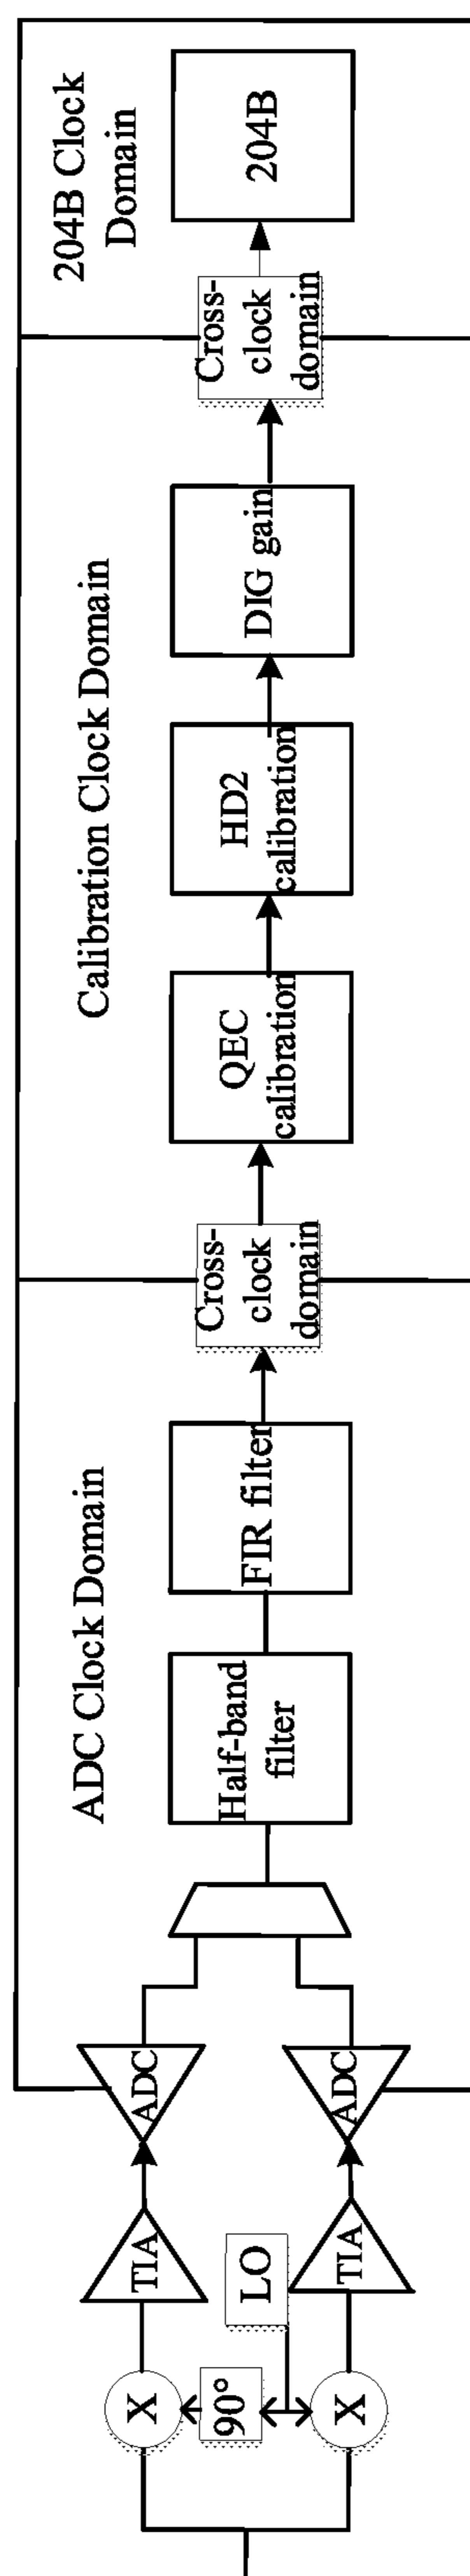 X
X
90°
LO
TIA
TIA
ADC
ADC
ADC Clock Domain
Half-band
filter
FIR filter
Cross-
clock
domain
Calibration Clock Domain
QEC
calibration
HD2
calibration
DIG gain
Cross-
clock
domain
204B Clock
Domain
204B